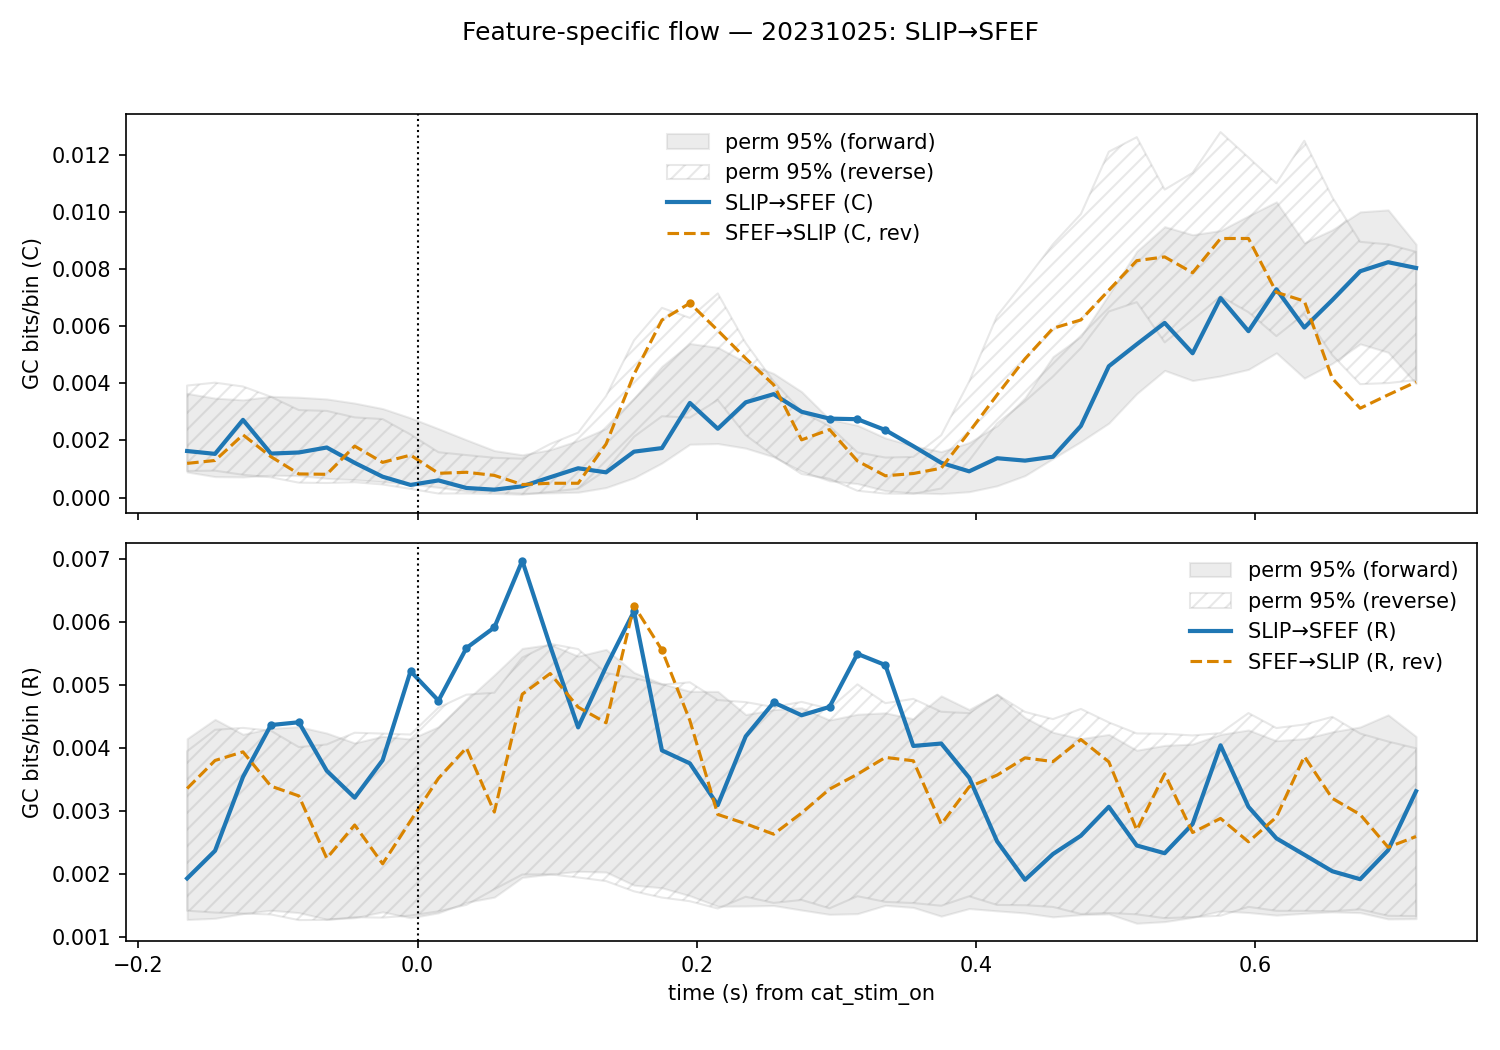 Feature-specific flow — 20231025: SLIP→SFEF
GC bits/bin (C)
0.012
0.010
0.008
0.006
0.004
0.002
0.000
perm 95% (forward)
perm 95% (reverse)
SLIP→SFEF (C)
SFEF→SLIP (C, rev)
GC bits/bin (R)
0.007
0.006
0.005
0.004
0.003
0.002
0.001
perm 95% (forward)
perm 95% (reverse)
SLIP→SFEF (R)
SFEF→SLIP (R, rev)
−0.2 0.0 0.2 0.4 0.6
time (s) from cat_stim_on